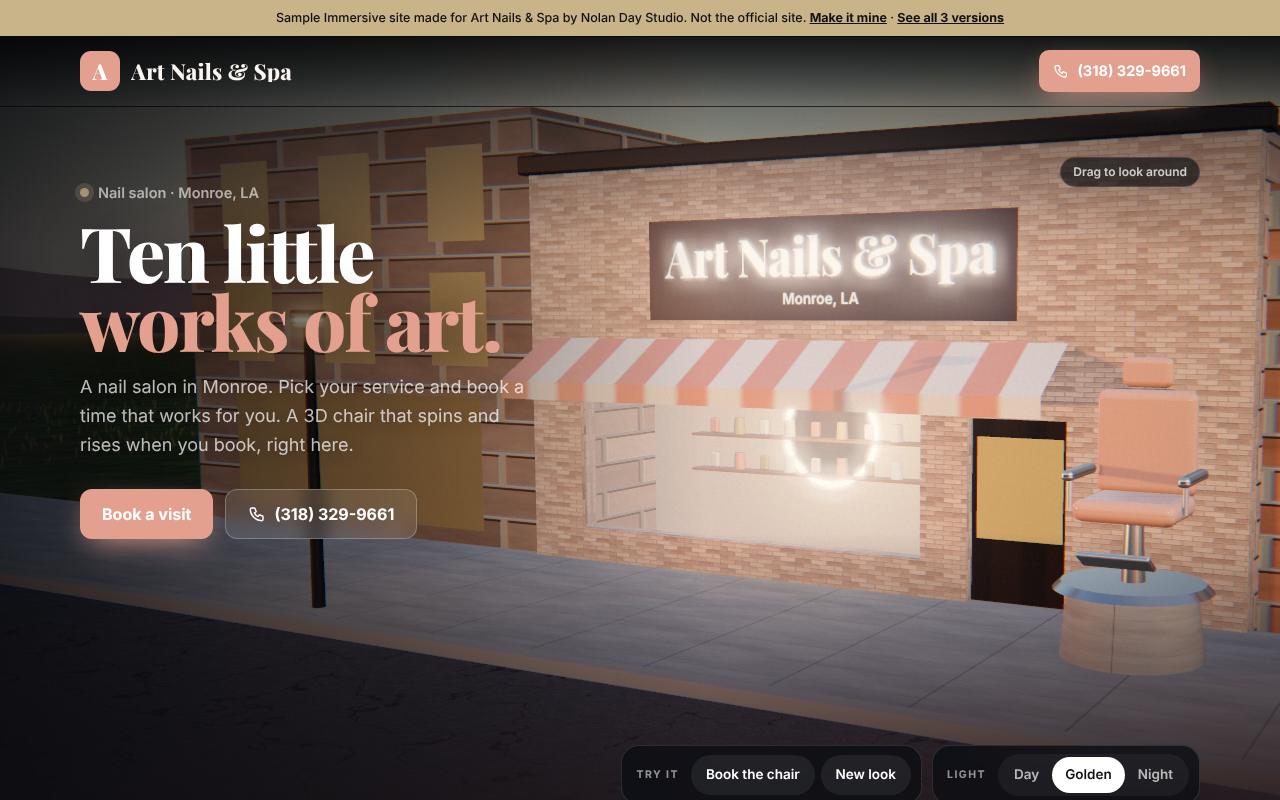 Sample Immersive site made for Art Nails & Spa by Nolan Day Studio. Not the official site. Make it mine · See all 3 versions
A Art Nails & Spa
(318) 329-9661
Drag to look around
Nail salon · Monroe, LA
Ten little
works of art.
A nail salon in Monroe. Pick your service and book a
time that works for you. A 3D chair that spins and
rises when you book, right here.
Book a visit
(318) 329-9661
Art Nails & Spa
Monroe, LA
TRY IT Book the chair New look
LIGHT Day Golden Night